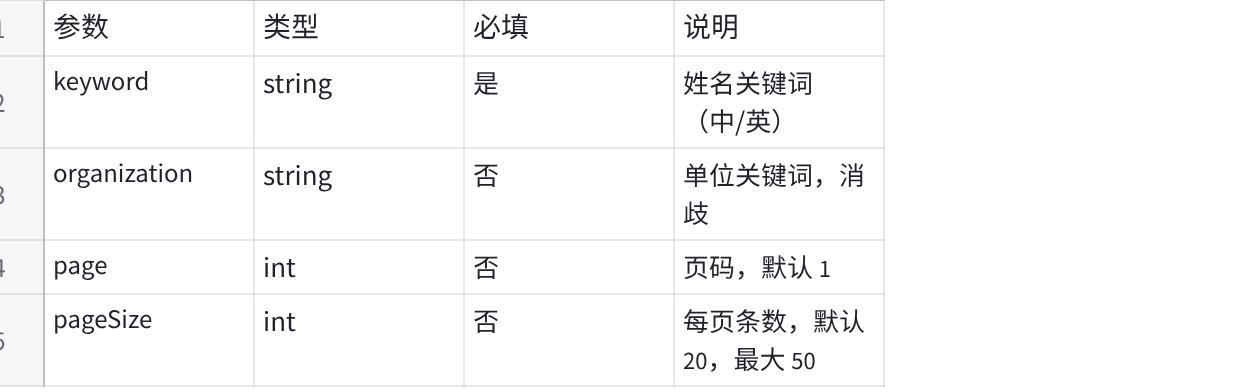 参数 类型 必填 说明
keyword string 是 姓名关键词
（中/英）
organization string 否 单位关键词，消
歧
page int 否 页码，默认 1
pageSize int 否 每页条数，默认
20，最大 50